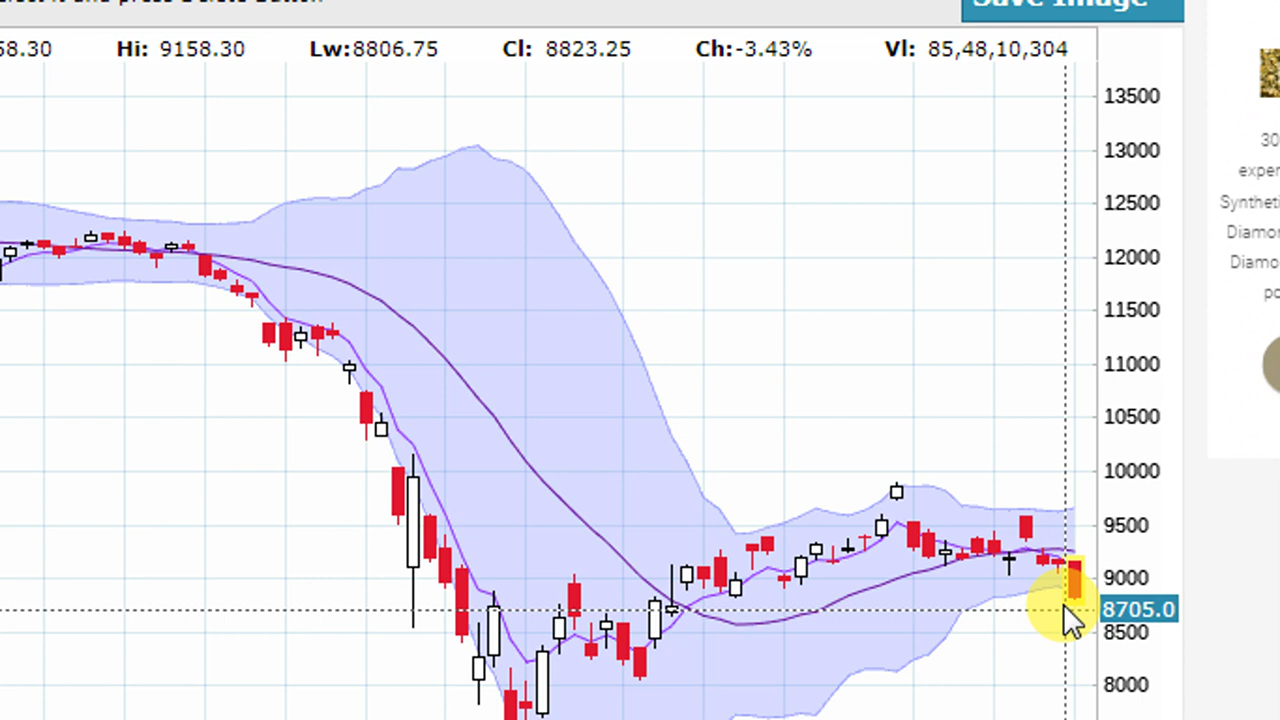 Save Image
58.30 Hi: 9158.30 Lw:8806.75 Cl: 8823.25 Ch:-3.43% Vl: 85,48,10,304
13500
13000
12500
12000
11500
11000
10500
10000
9500
9000
8705.0
8500
8000
30
exper
Syntheti
Diamor
Diamo
po